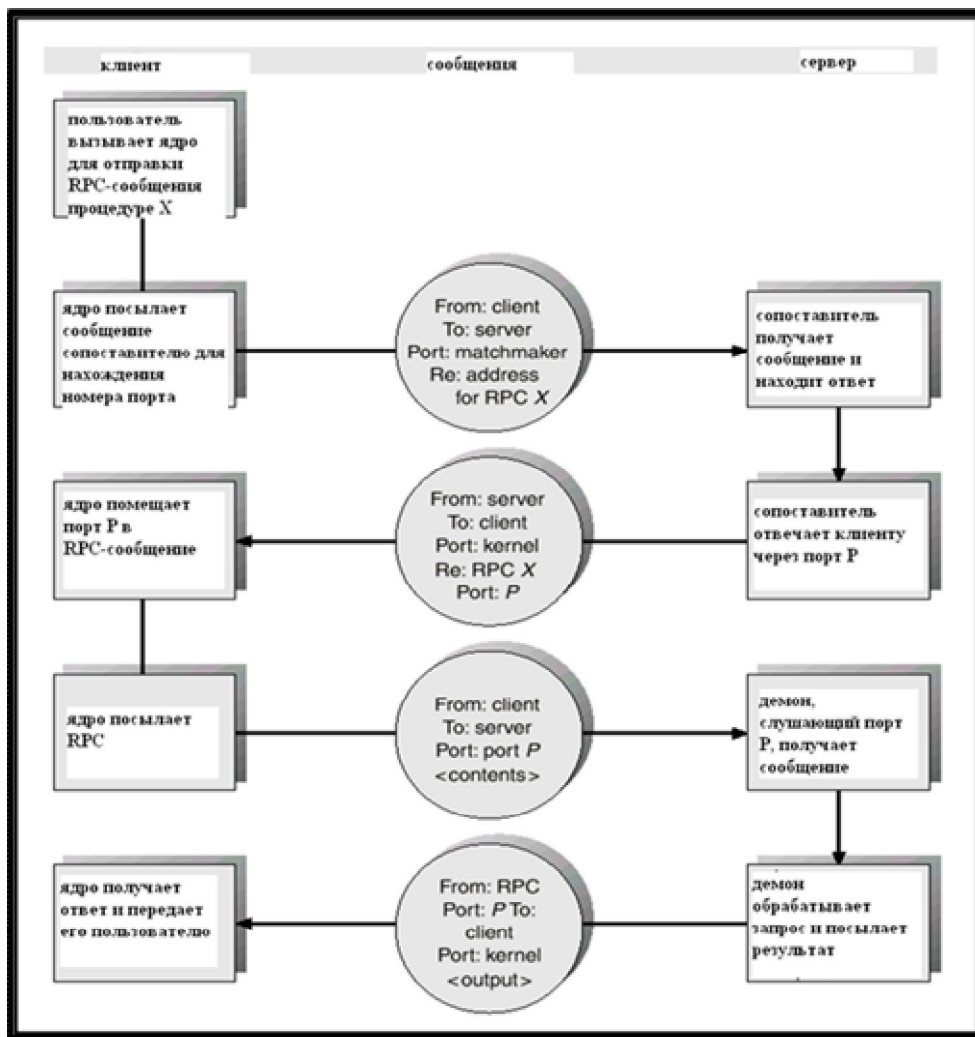 клиент
сообщения
сервер
пользователь
вызывает ядро
для отправки
RPC-сообщения
процедуре X
ядро посылает
сообщение
сопоставителю для
нахождения
номера порта
From: client
To: server
Port: matchmaker
Re: address
for RPC X
сопоставитель
получает
сообщение и
находит ответ
ядро помещает
порт P в
RPC-сообщение
From: server
To: client
Port: kernel
Re: RPC X
Port: P
сопоставитель
отвечает клиенту
через порт P
ядро посылает
RPC
From: client
To: server
Port: port P
<contents>
демон,
слушающий порт
P, получает
сообщение
ядро получает
ответ и передает
его пользователю
From: RPC
Port: P To:
client
Port: kernel
<output>
демон
обрабатывает
запрос и посылает
результат